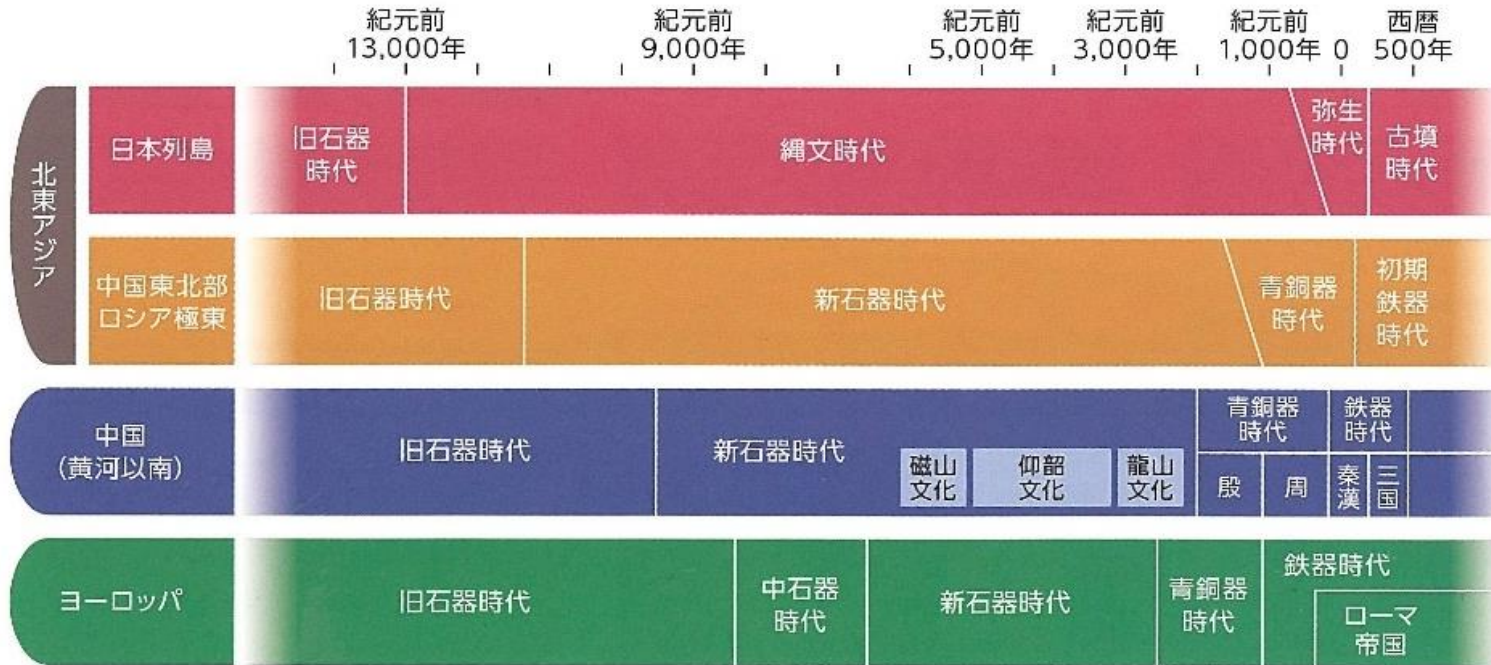 紀元前
13,000年
紀元前
9,000年
紀元前
5,000年
紀元前
3,000年
紀元前
1,000年
0
西暦
500年
北東アジア
日本列島
旧石器
時代
縄文時代
弥生
時代
古墳
時代
中国東北部
ロシア極東
旧石器時代
新石器時代
青銅器
時代
初期
鉄器
時代
中国
(黄河以南)
旧石器時代
新石器時代
磁山
文化
仰韶
文化
龍山
文化
青銅器
時代
鉄器
時代
殷
周
秦
漢
三
国
ヨーロッパ
旧石器時代
中石器
時代
新石器時代
青銅器
時代
鉄器時代
ローマ
帝国